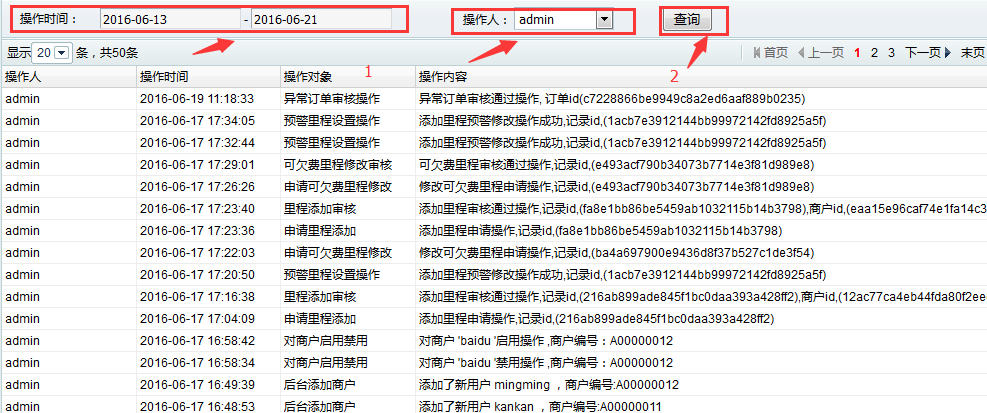 操作时间： 2016-06-13 - 2016-06-21 操作人： admin 查询
显示 20 条，共50条 首页 上一页 1 2 3 下一页 末页
操作人 操作时间 操作对象 1 操作内容 2
admin 2016-06-19 11:18:33 异常订单审核操作 异常订单审核通过操作, 订单id(c7228866be9949c8a2ed6aaf889b0235)
admin 2016-06-17 17:34:05 预警里程设置操作 添加里程预警修改操作成功,记录id,(1acb7e3912144bb99972142fd8925a5f)
admin 2016-06-17 17:32:44 预警里程设置操作 添加里程预警修改操作成功,记录id,(1acb7e3912144bb99972142fd8925a5f)
admin 2016-06-17 17:29:01 可欠费里程修改审核 可欠费里程审核通过操作,记录id,(e493acf790b34073b7714e3f81d989e8)
admin 2016-06-17 17:26:26 申请可欠费里程修改 修改可欠费里程申请操作,记录id,(e493acf790b34073b7714e3f81d989e8)
admin 2016-06-17 17:23:40 里程添加审核 添加里程审核通过操作,记录id,(fa8e1bb86be5459ab1032115b14b3798),商户id,(eaa15e96caf74e1fa14c3
admin 2016-06-17 17:23:36 申请里程添加 添加里程申请操作,记录id,(fa8e1bb86be5459ab1032115b14b3798)
admin 2016-06-17 17:22:03 申请可欠费里程修改 修改可欠费里程申请操作,记录id,(ba4a697900e9436d8f37b527c1de3f54)
admin 2016-06-17 17:20:50 预警里程设置操作 添加里程预警修改操作成功,记录id,(1acb7e3912144bb99972142fd8925a5f)
admin 2016-06-17 17:16:38 里程添加审核 添加里程审核通过操作,记录id,(216ab899ade845f1bc0daa393a428ff2),商户id,(12ac77ca4eb44fda80f2ee
admin 2016-06-17 17:04:09 申请里程添加 添加里程申请操作,记录id,(216ab899ade845f1bc0daa393a428ff2)
admin 2016-06-17 16:58:42 对商户启用禁用 对商户 'baidu '启用操作 ,商户编号：A00000012
admin 2016-06-17 16:58:34 对商户启用禁用 对商户 'baidu '禁用操作 ,商户编号：A00000012
admin 2016-06-17 16:49:39 后台添加商户 添加了新用户 mingming ，商户编号:A00000012
admin 2016-06-17 16:48:53 后台添加商户 添加了新用户 kankan ，商户编号:A00000011